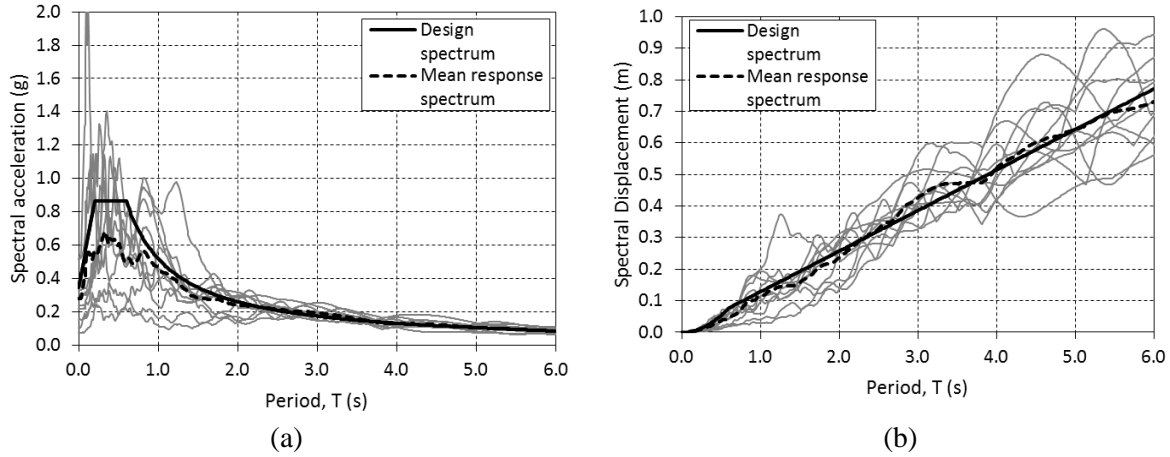 2.0
1.8
1.6
1.4
1.2
1.0
0.8
0.6
0.4
0.2
0.0
Spectral acceleration (g)
Design
spectrum
Mean response
spectrum
0.0 1.0 2.0 3.0 4.0 5.0 6.0
Period, T (s)
(a)
1.0
0.9
0.8
0.7
0.6
0.5
0.4
0.3
0.2
0.1
0.0
Spectral Displacement (m)
Design
spectrum
Mean response
spectrum
0.0 1.0 2.0 3.0 4.0 5.0 6.0
Period, T (s)
(b)